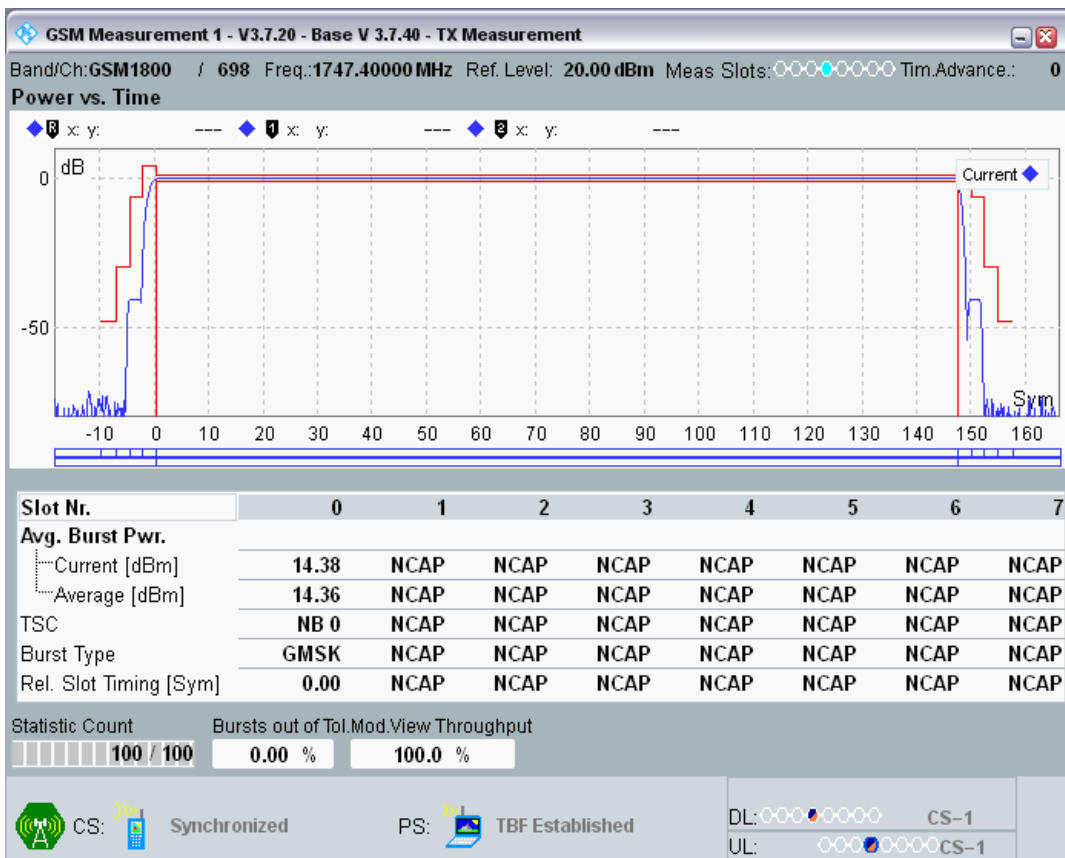 GSM Measurement 1 - V3.7.20 - Base V 3.7.40 - TX Measurement
Band/Ch:GSM1800 / 698 Freq.:1747.40000 MHz Ref. Level: 20.00 dBm Meas Slots: Tim.Advance.: 0
Power vs. Time
R x: y: --- 1 x: y: --- 2 x: y: ---
dB
Current
0
-50
Sym
-10 0 10 20 30 40 50 60 70 80 90 100 110 120 130 140 150 160
Slot Nr. 0 1 2 3 4 5 6 7
Avg. Burst Pwr.
Current [dBm] 14.38 NCAP NCAP NCAP NCAP NCAP NCAP NCAP
Average [dBm] 14.36 NCAP NCAP NCAP NCAP NCAP NCAP NCAP
TSC NB 0 NCAP NCAP NCAP NCAP NCAP NCAP NCAP
Burst Type GMSK NCAP NCAP NCAP NCAP NCAP NCAP NCAP
Rel. Slot Timing [Sym] 0.00 NCAP NCAP NCAP NCAP NCAP NCAP NCAP
Statistic Count Bursts out of Tol.Mod.View Throughput
100 / 100 0.00 % 100.0 %
CS: Synchronized PS: TBF Established
DL: CS-1
UL: CS-1